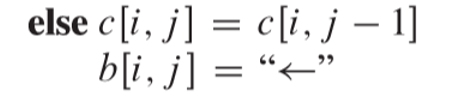 else c[i, j] = c[i, j − 1]
b[i, j] = “←”